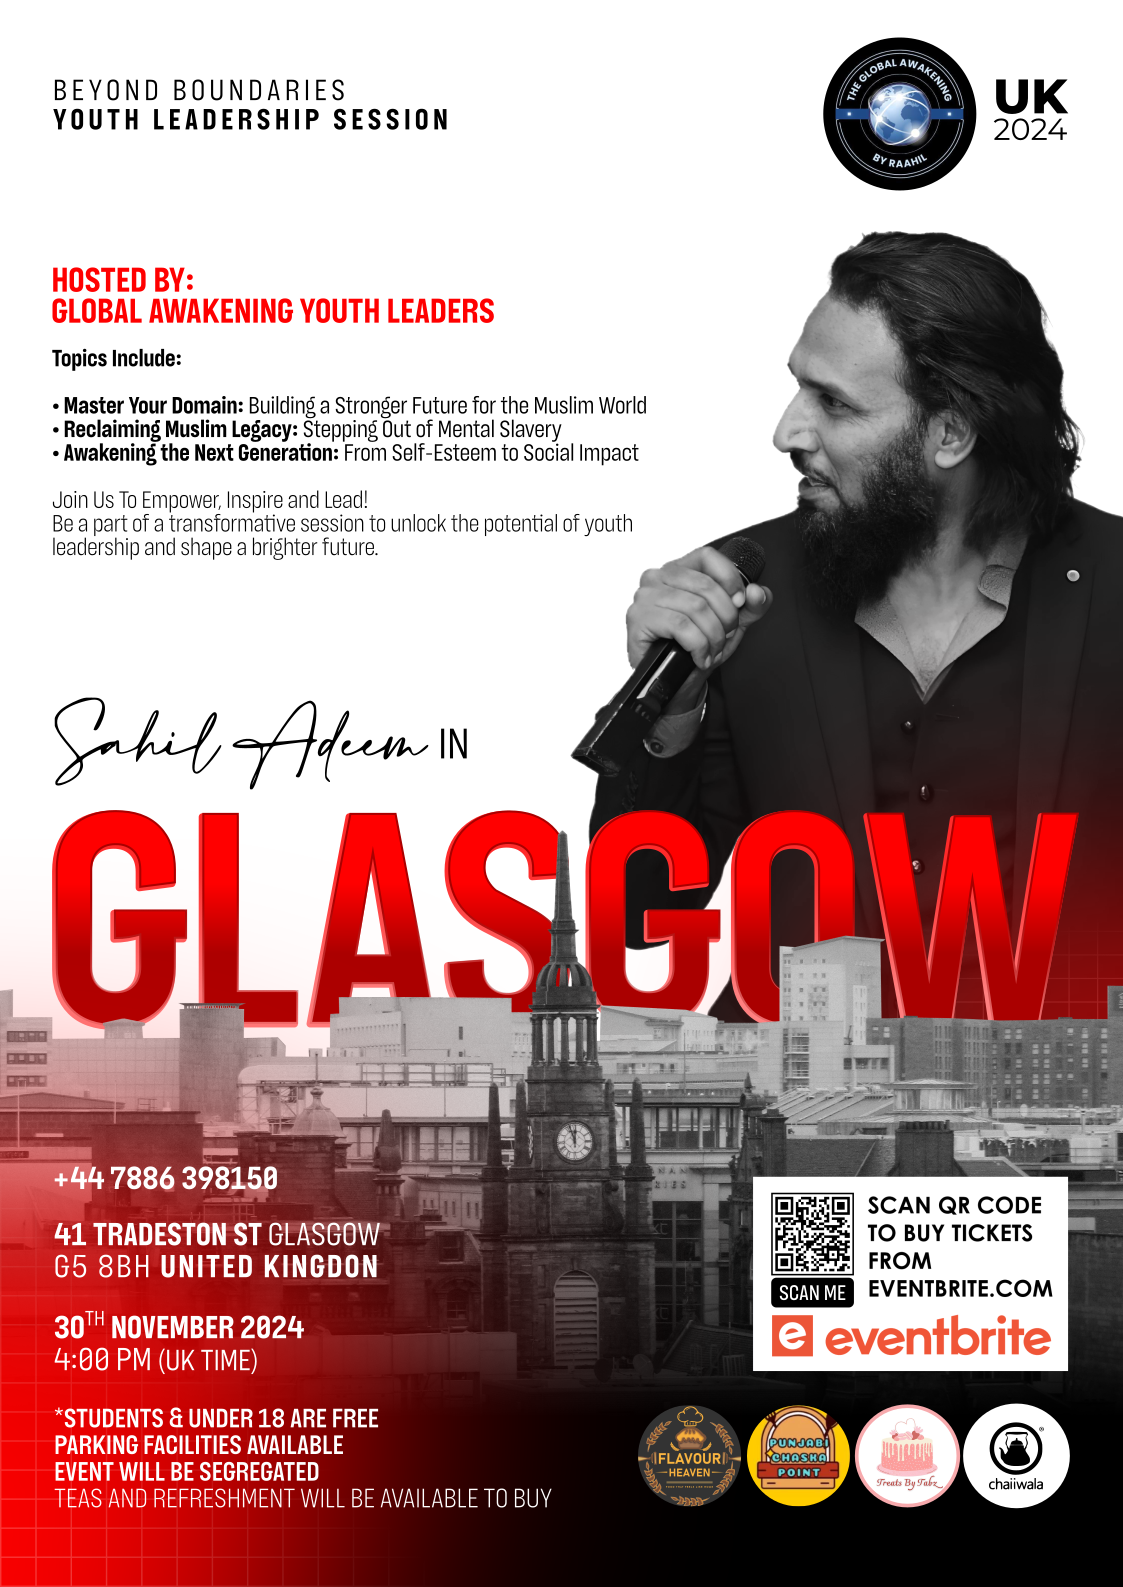 BEYOND BOUNDARIES
YOUTH LEADERSHIP SESSION
THE GLOBAL AWAKENING
BY RAAHIL
UK
2024
HOSTED BY:
GLOBAL AWAKENING YOUTH LEADERS
Topics Include:
• Master Your Domain: Building a Stronger Future for the Muslim World
• Reclaiming Muslim Legacy: Stepping Out of Mental Slavery
• Awakening the Next Generation: From Self-Esteem to Social Impact
Join Us To Empower, Inspire and Lead!
Be a part of a transformative session to unlock the potential of youth
leadership and shape a brighter future.
Sahil Adeem IN
GLASGOW
+44 7886 398150
41 TRADESTON ST GLASGOW
G5 8BH UNITED KINGDON
30TH NOVEMBER 2024
4:00 PM (UK TIME)
*STUDENTS & UNDER 18 ARE FREE
PARKING FACILITIES AVAILABLE
EVENT WILL BE SEGREGATED
TEAS AND REFRESHMENT WILL BE AVAILABLE TO BUY
SCAN QR CODE
TO BUY TICKETS
FROM
EVENTBRITE.COM
SCAN ME
e eventbrite
FLAVOUR
HEAVEN
PUNJABI
CHASKA
POINT
Treats By Tabz
chaiiwala